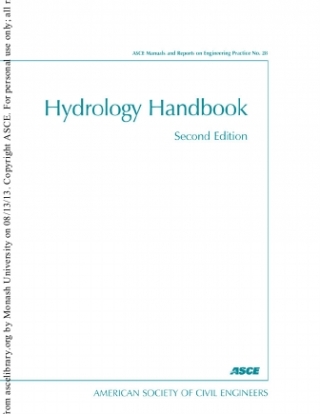 ASCE Manuals and Reports on Engineering Practice No. 28
Hydrology Handbook
Second Edition
ASCE
AMERICAN SOCIETY OF CIVIL ENGINEERS
rom ascelibrary.org by Monash University on 08/13/13. Copyright ASCE. For personal use only; all r